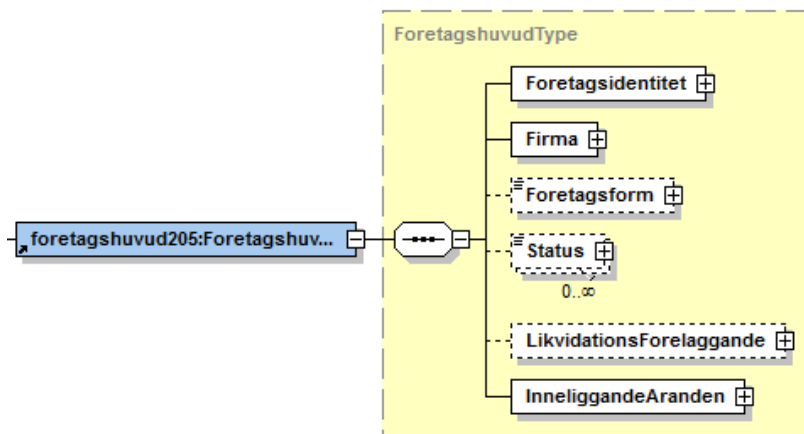 ForetagshuvudType
Foretagsidentitet
Firma
Foretagsform
foretagshuvud205:Foretagshuv...
Status
0..∞
LikvidationsForelaggande
InneliggandeAranden